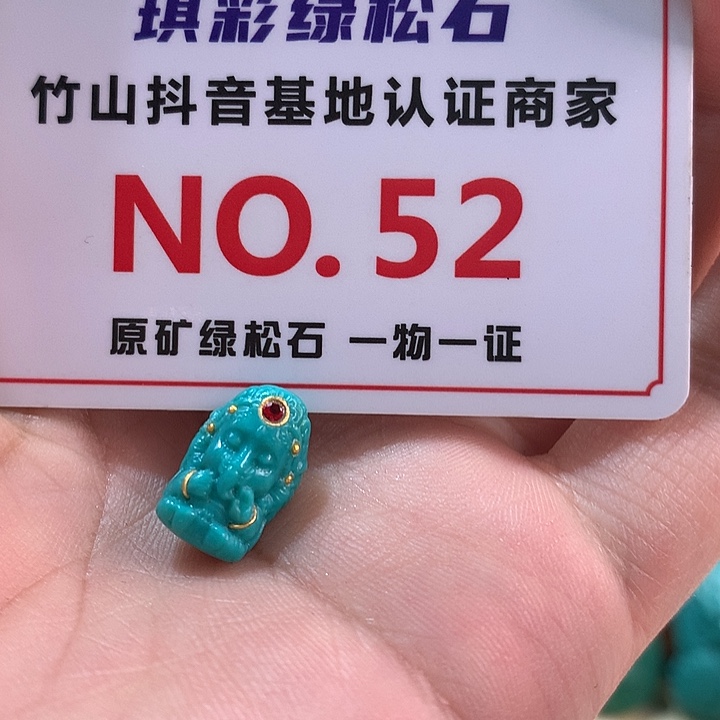 琪彩绿松石
竹山抖音基地认证商家
NO. 52
原矿绿松石 一物一证